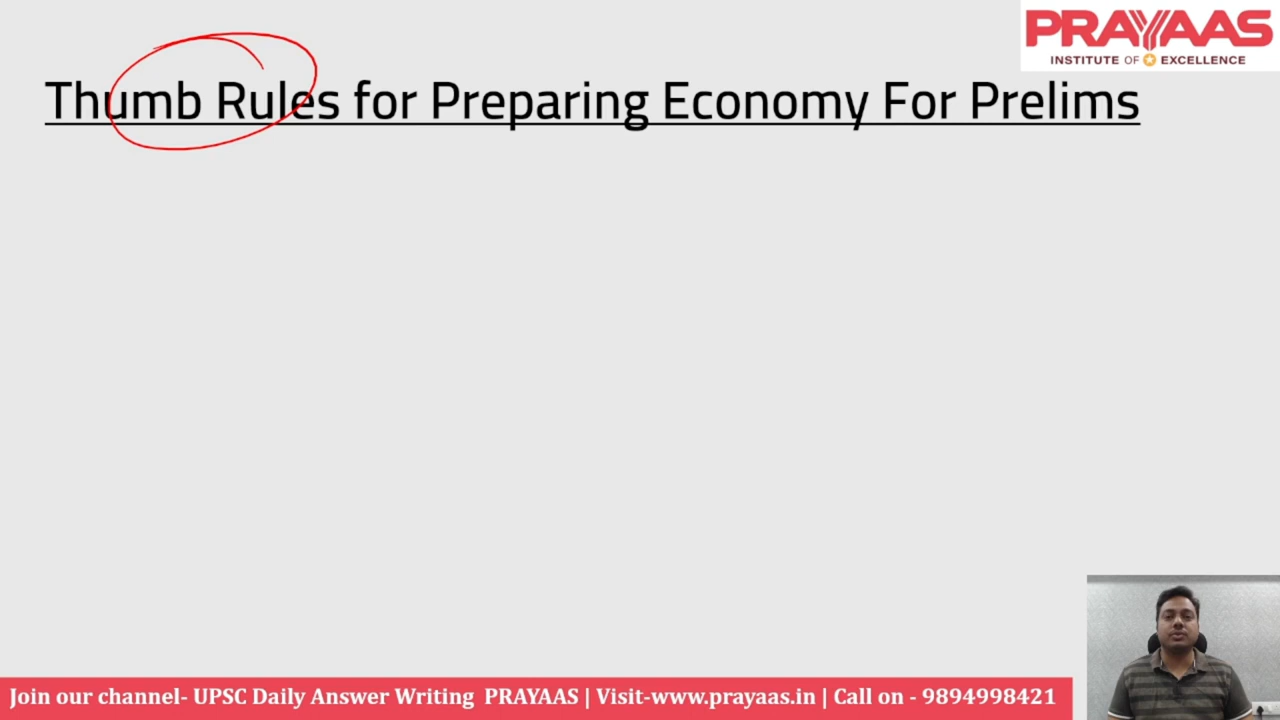 PRAYAAS
INSTITUTE OF EXCELLENCE
Thumb Rules for Preparing Economy For Prelims
Join our channel- UPSC Daily Answer Writing PRAYAAS | Visit-www.prayaas.in | Call on - 9894998421